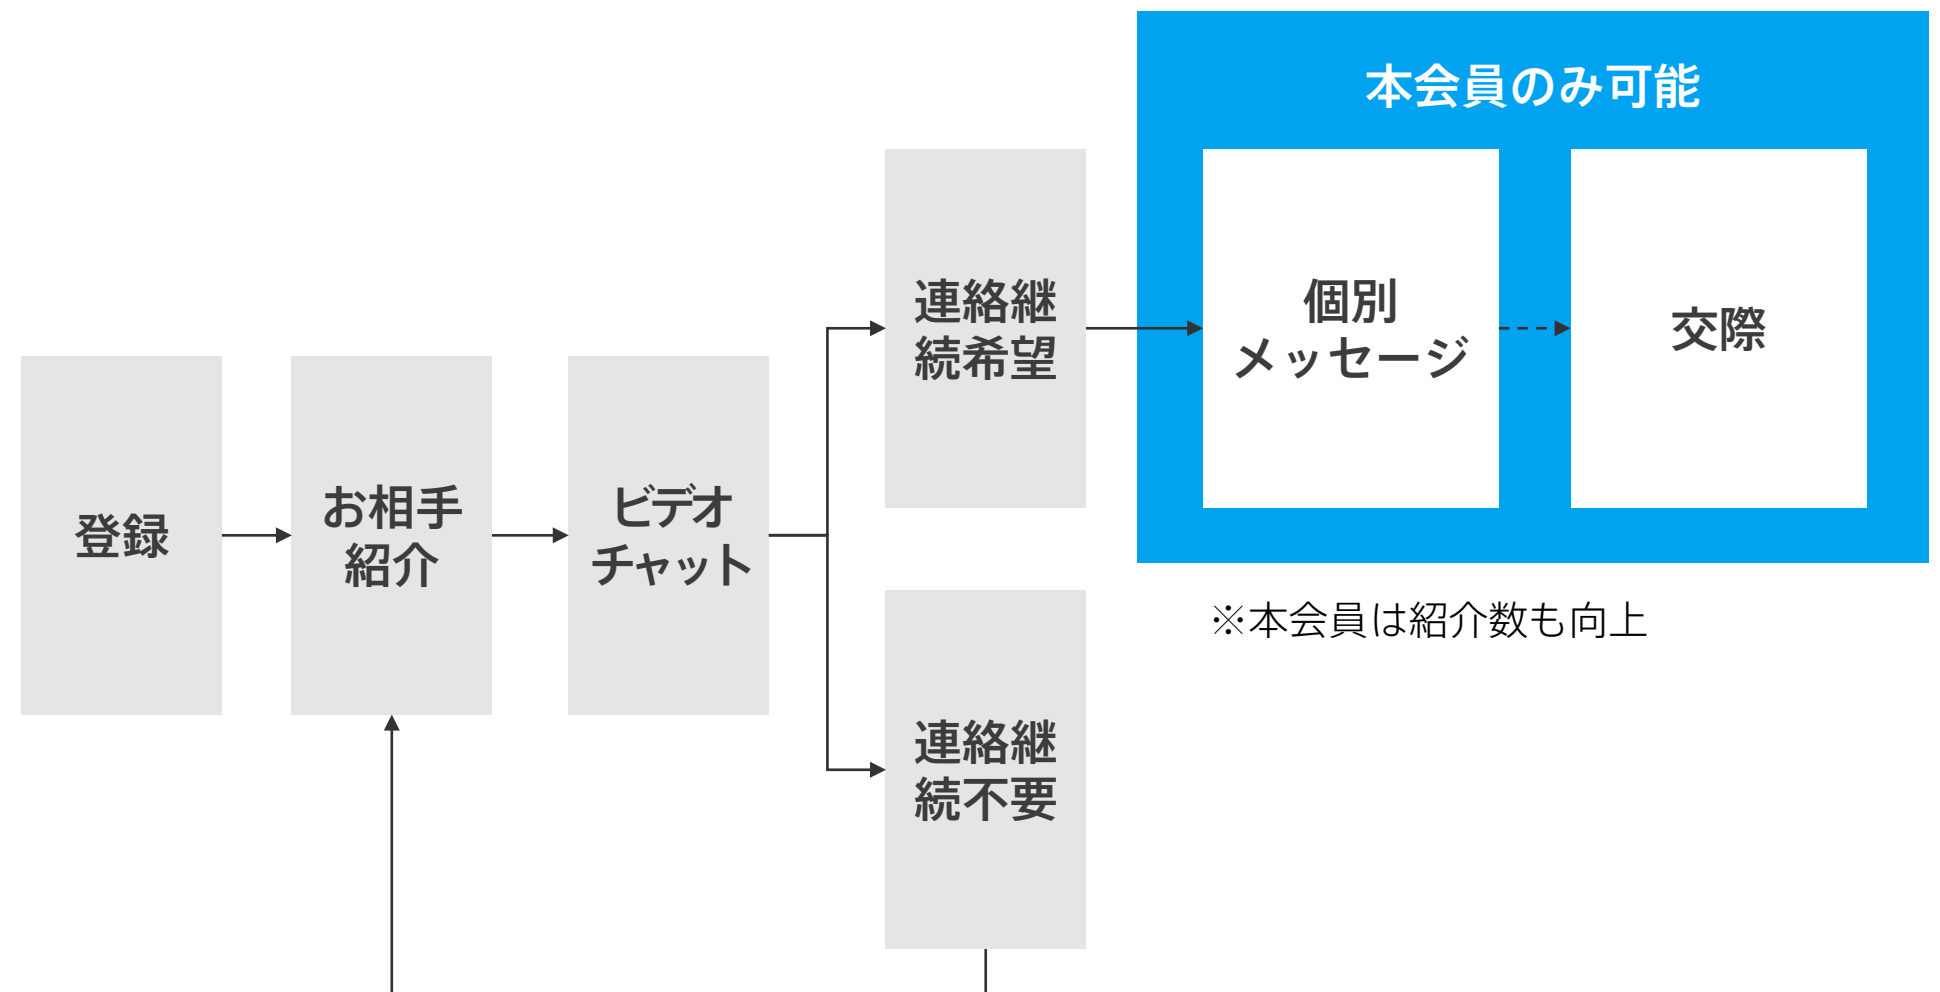 本会員のみ可能
登録
お相手
紹介
ビデオ
チャット
連絡継
続希望
個別
メッセージ
交際
連絡継
続不要
※本会員は紹介数も向上